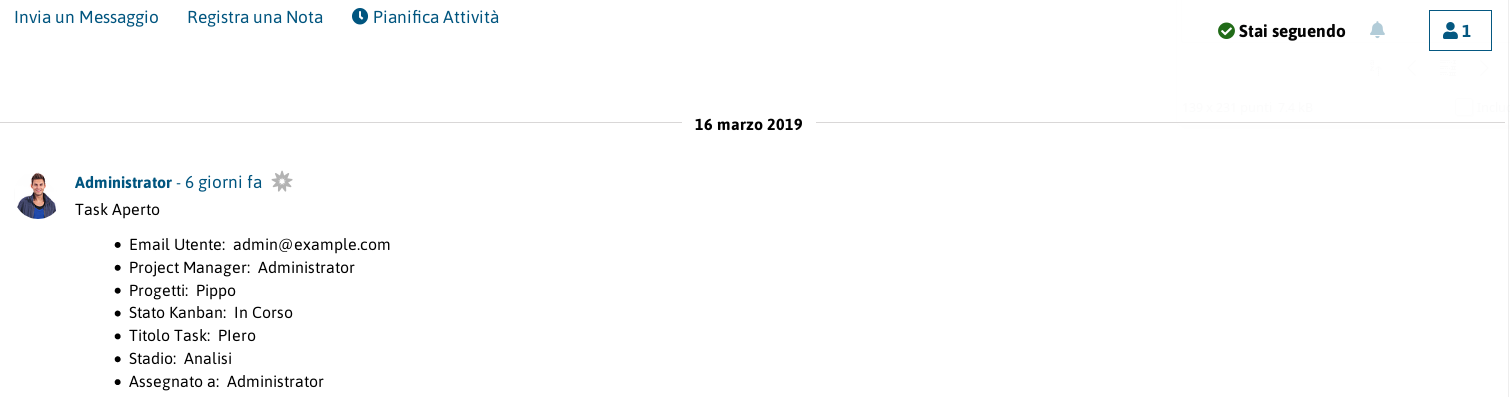 Invia un Messaggio Registra una Nota Pianifica Attività
Stai seguendo 1
16 marzo 2019
Administrator - 6 giorni fa
Task Aperto
Email Utente: admin@example.com
Project Manager: Administrator
Progetti: Pippo
Stato Kanban: In Corso
Titolo Task: PIero
Stadio: Analisi
Assegnato a: Administrator